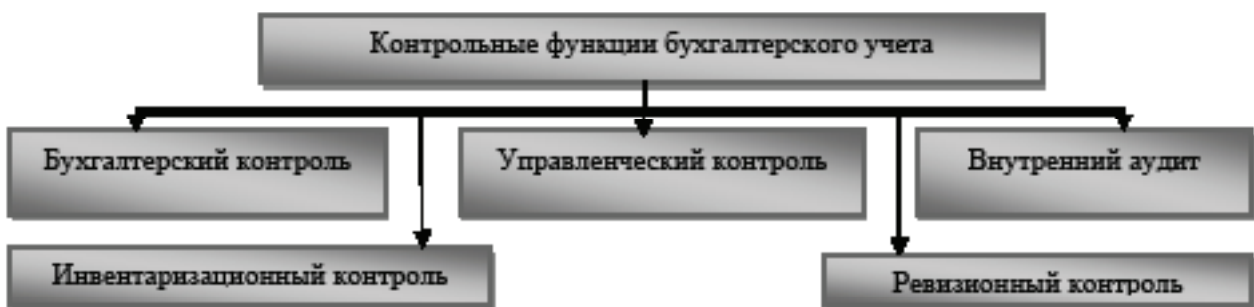 Контрольные функции бухгалтерского учета
Бухгалтерский контроль
Управленческий контроль
Внутренний аудит
Инвентаризационный контроль
Ревизионный контроль